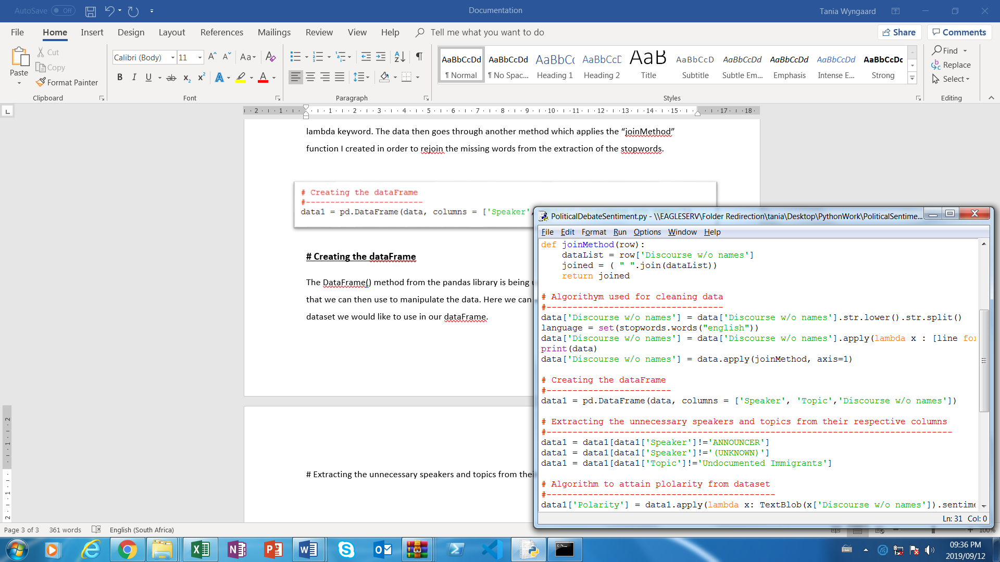 AutoSave Off
Documentation
Tania Wyngaard
File Home Insert Design Layout References Mailings Review View Help Tell me what you want to do
Share Comments
Paste
Cut
Copy
Format Painter
Clipboard
Calibri (Body) 11
Font
Paragraph
AaBbCcDd AaBbCcDd AaBbCc AaBbCcE AaB AaBbCcD AaBbCcDd AaBbCcDd AaBbCcDd AaBbCcDc
¶ Normal ¶ No Spac... Heading 1 Heading 2 Title Subtitle Subtle Em... Emphasis Intense E... Strong
Styles
Find
Replace
Select
Editing
2 1 1 2 3 4 5 6 7 8 9 10 11 12 13 14 15 17 18
lambda keyword. The data then goes through another method which applies the “joinMethod”
function I created in order to rejoin the missing words from the extraction of the stopwords.
# Creating the dataFrame
#------------------------
data1 = pd.DataFrame(data, columns = ['Speaker',
# Creating the dataFrame
The DataFrame() method from the pandas library is being
that we can then use to manipulate the data. Here we can
dataset we would like to use in our dataFrame.
# Extracting the unnecessary speakers and topics from
PoliticalDebateSentiment.py - \\EAGLESERV\Folder Redirection\tania\Desktop\PythonWork\PoliticalSentime...
File Edit Format Run Options Window Help
def joinMethod(row):
dataList = row['Discourse w/o names']
joined = ( " ".join(dataList))
return joined
# Algorithym used for cleaning data
#----------------------------------
data['Discourse w/o names'] = data['Discourse w/o names'].str.lower().str.split()
language = set(stopwords.words("english"))
data['Discourse w/o names'] = data['Discourse w/o names'].apply(lambda x : [line for
print(data)
data['Discourse w/o names'] = data.apply(joinMethod, axis=1)
# Creating the dataFrame
#------------------------
data1 = pd.DataFrame(data, columns = ['Speaker', 'Topic','Discourse w/o names'])
# Extracting the unnecessary speakers and topics from their respective columns
#------------------------------------------------------------------------------
data1 = data1[data1['Speaker']!='ANNOUNCER']
data1 = data1[data1['Speaker']!='(UNKNOWN)']
data1 = data1[data1['Topic']!='Undocumented Immigrants']
# Algorithm to attain plolarity from dataset
#--------------------------------------------
data1['Polarity'] = data1.apply(lambda x: TextBlob(x['Discourse w/o names']).sentime
Ln: 31 Col: 0
Page 3 of 3 361 words English (South Africa)
100%
09:36 PM
2019/09/12